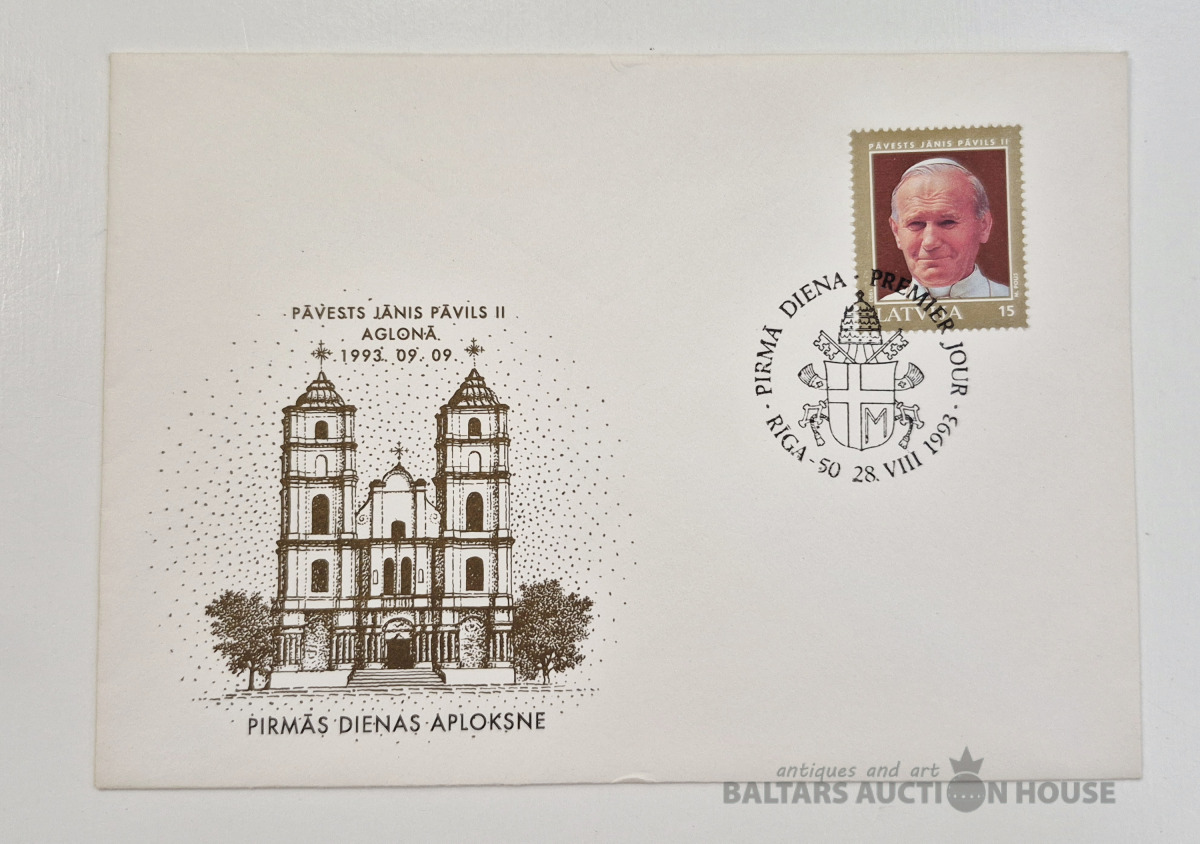 PĀVESTS JĀNIS PĀVILS II
LATVIJA 15
PIRMĀ DIENA · PREMIER JOUR ·
RĪGA-50 28. VIII 1993 ·
M
PĀVESTS JĀNIS PĀVILS II
AGLONĀ
1993. 09. 09.
PIRMĀS DIENAS APLOKSNE
antiques and art
BALTARS AUCTION HOUSE